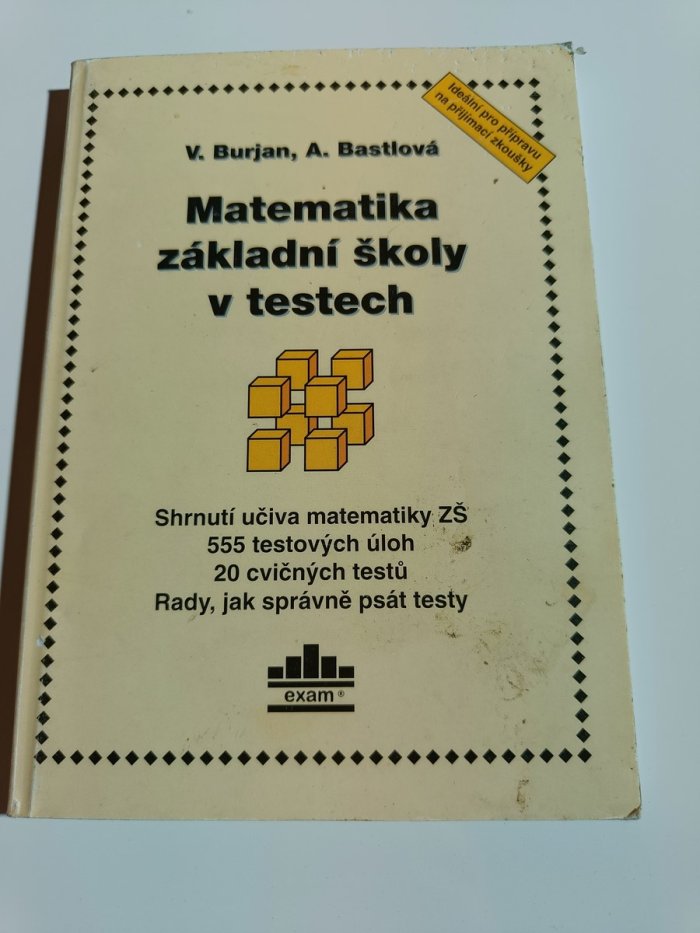 Ideální pro přípravu
na přijímací zkoušky
V. Burjan, A. Bastlová
Matematika
základní školy
v testech
Shrnutí učiva matematiky ZŠ
555 testových úloh
20 cvičných testů
Rady, jak správně psát testy
exam ®